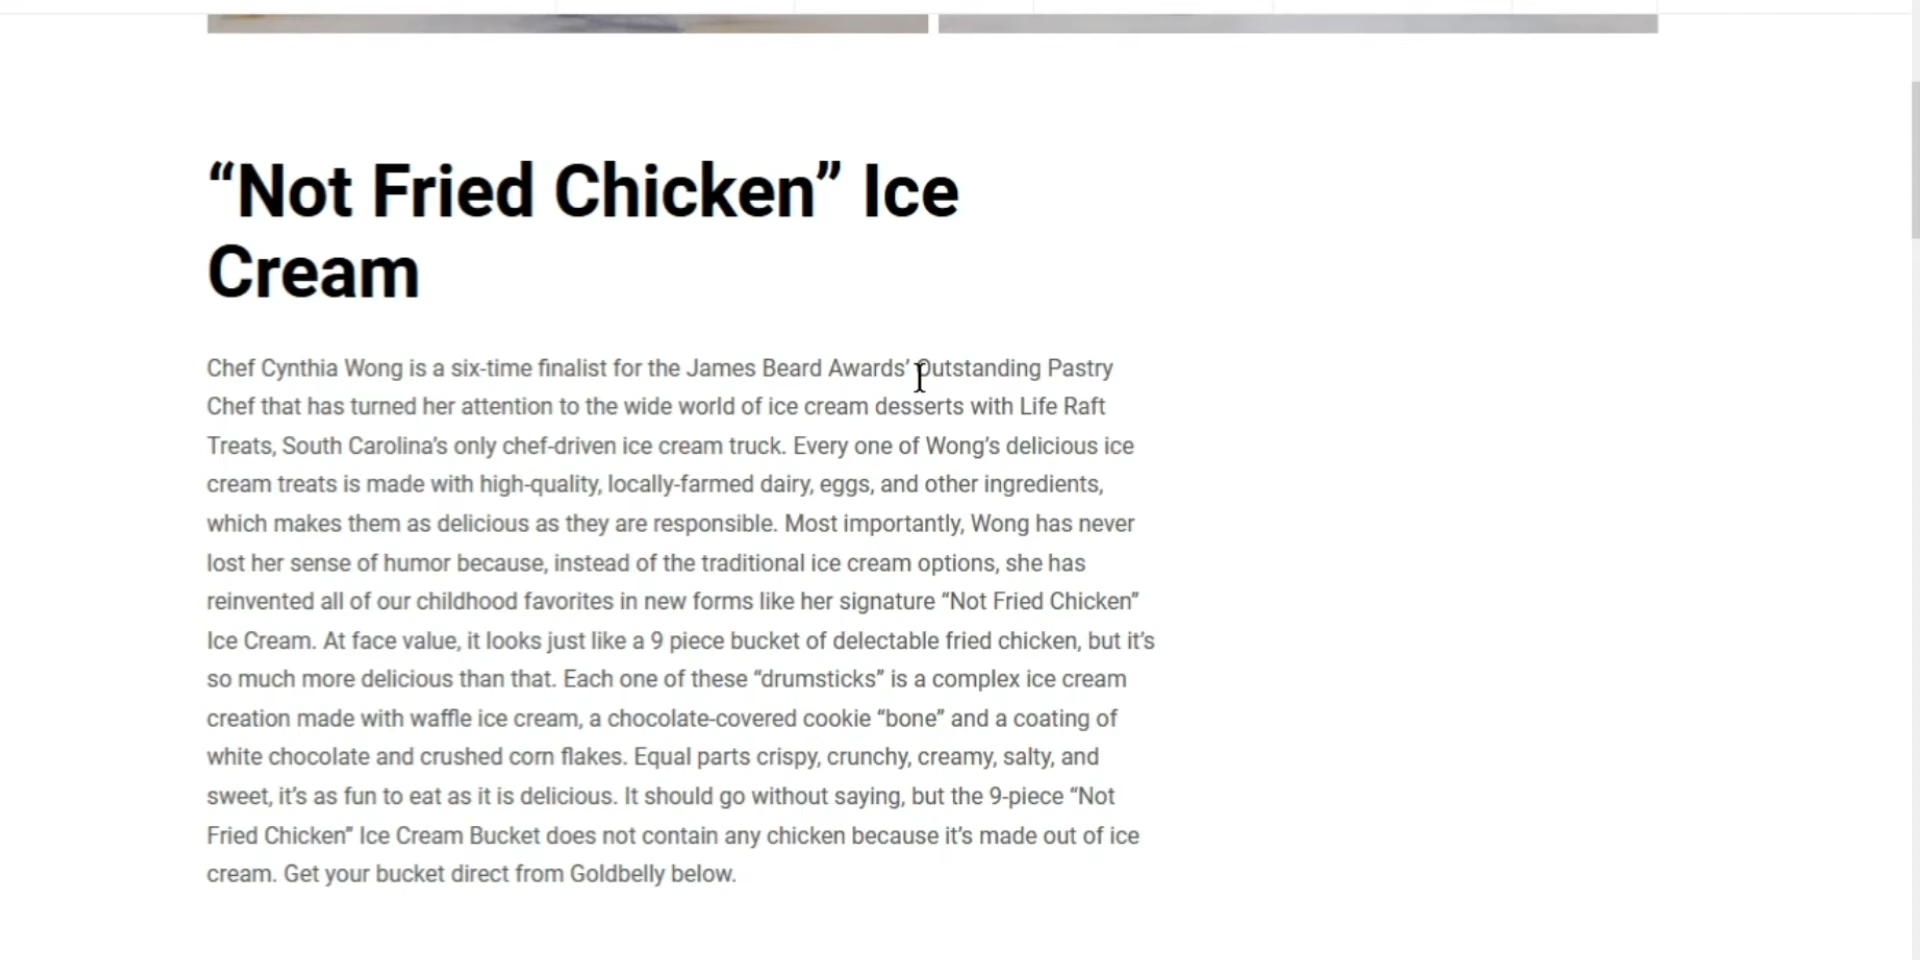 “Not Fried Chicken” Ice
Cream
Chef Cynthia Wong is a six-time finalist for the James Beard Awards’ Outstanding Pastry
Chef that has turned her attention to the wide world of ice cream desserts with Life Raft
Treats, South Carolina’s only chef-driven ice cream truck. Every one of Wong’s delicious ice
cream treats is made with high-quality, locally-farmed dairy, eggs, and other ingredients,
which makes them as delicious as they are responsible. Most importantly, Wong has never
lost her sense of humor because, instead of the traditional ice cream options, she has
reinvented all of our childhood favorites in new forms like her signature “Not Fried Chicken”
Ice Cream. At face value, it looks just like a 9 piece bucket of delectable fried chicken, but it’s
so much more delicious than that. Each one of these “drumsticks” is a complex ice cream
creation made with waffle ice cream, a chocolate-covered cookie “bone” and a coating of
white chocolate and crushed corn flakes. Equal parts crispy, crunchy, creamy, salty, and
sweet, it’s as fun to eat as it is delicious. It should go without saying, but the 9-piece “Not
Fried Chicken” Ice Cream Bucket does not contain any chicken because it’s made out of ice
cream. Get your bucket direct from Goldbelly below.